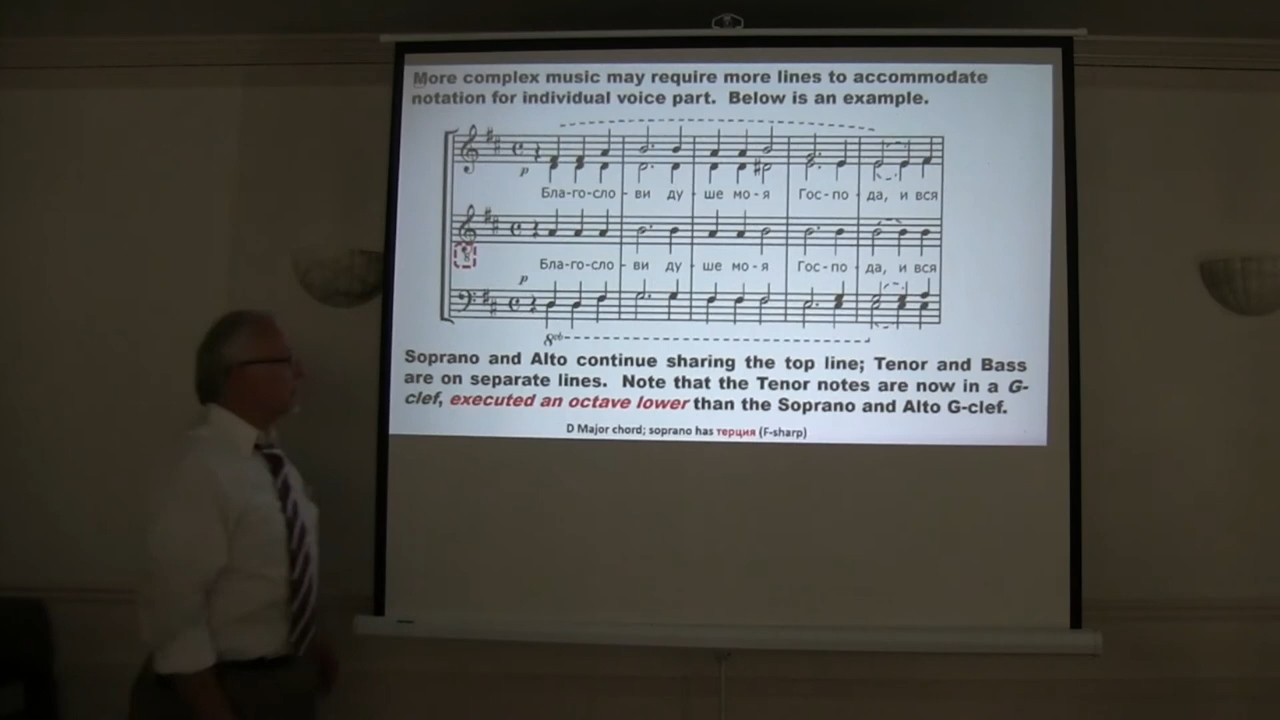 More complex music may require more lines to accommodate
notation for individual voice part. Below is an example.
p
Бла-го-сло - ви ду - ше мо-я Гос-по - да, и вся
8
Бла-го-сло - ви ду - ше мо-я Гос-по - да, и вся
p
8vb
Soprano and Alto continue sharing the top line; Tenor and Bass
are on separate lines. Note that the Tenor notes are now in a G-
clef, executed an octave lower than the Soprano and Alto G-clef.
D Major chord; soprano has терция (F-sharp)